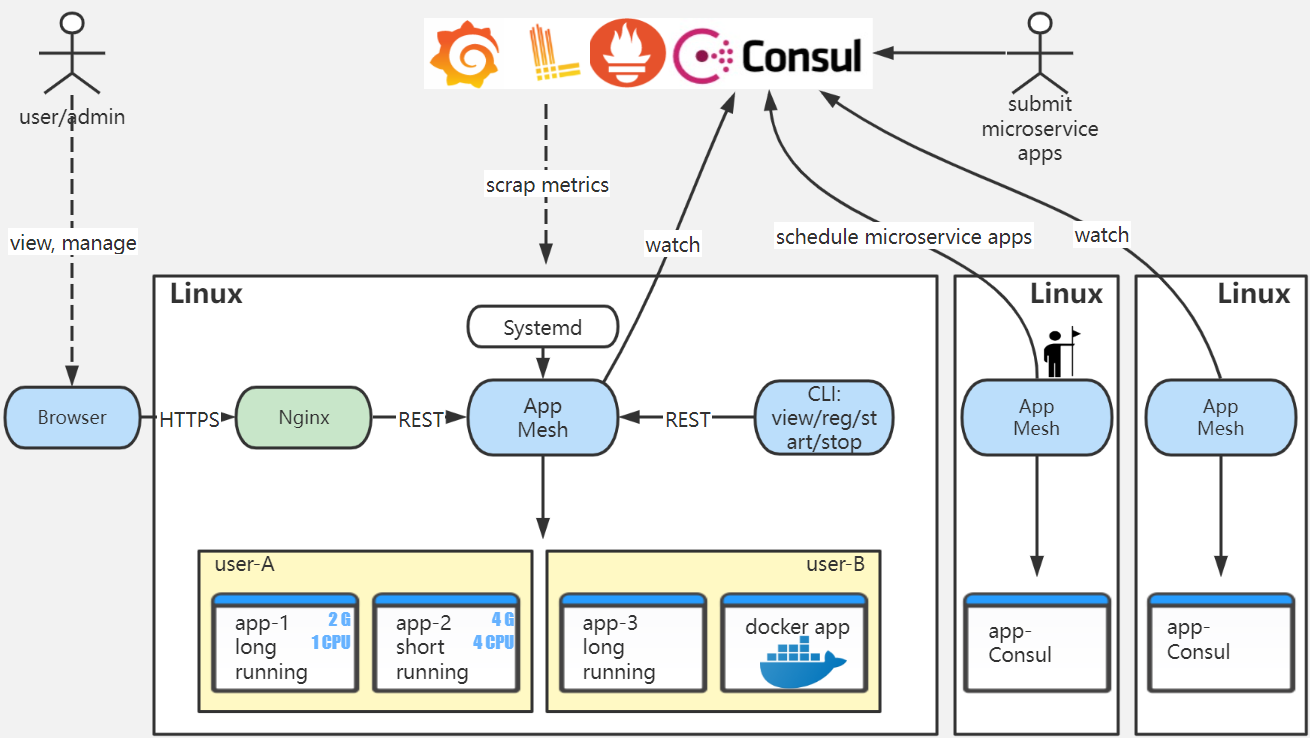 Consul
user/admin
submit
microservice
apps
scrap metrics
view, manage
watch
schedule microservice apps
watch
Linux
Linux
Linux
Systemd
Browser
HTTPS
Nginx
REST
App
Mesh
REST
CLI:
view/reg/st
art/stop
App
Mesh
App
Mesh
user-A
user-B
app-1
long
running
2 G
1 CPU
app-2
short
running
4 G
4 CPU
app-3
long
running
docker app
app-
Consul
app-
Consul